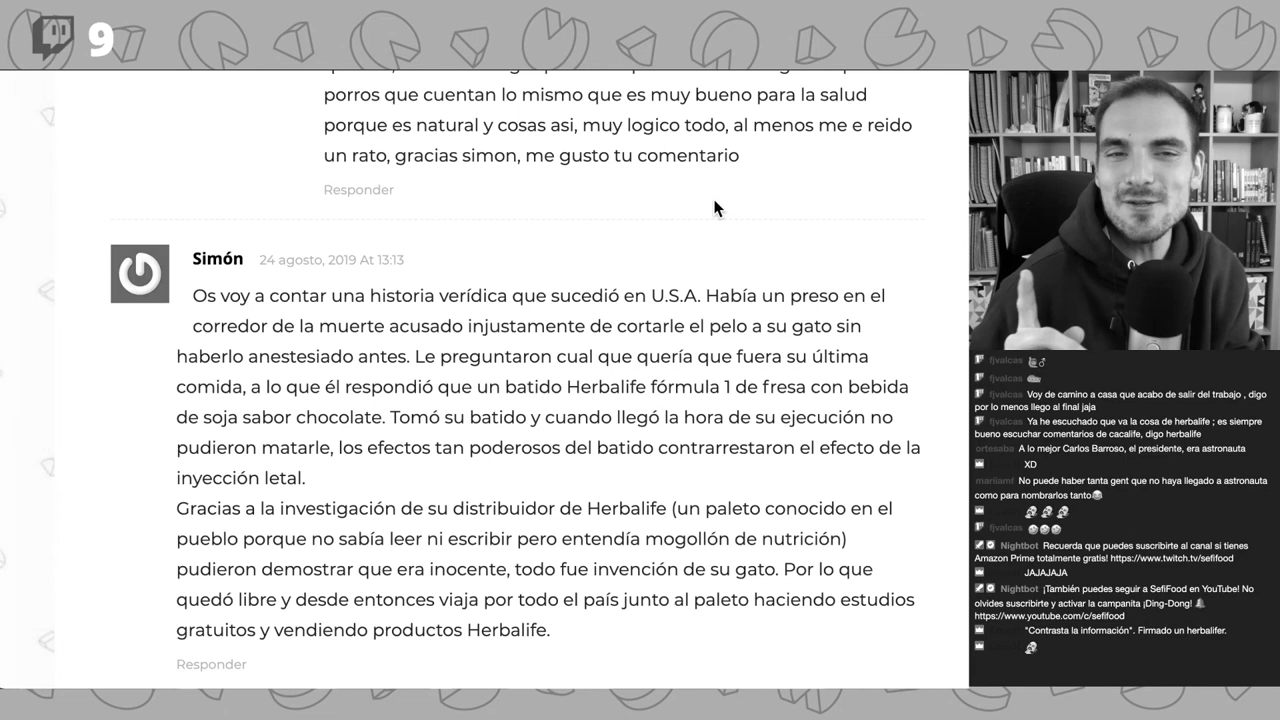 9
porros que cuentan lo mismo que es muy bueno para la salud
porque es natural y cosas asi, muy logico todo, al menos me e reido
un rato, gracias simon, me gusto tu comentario
Responder
Simón 24 agosto, 2019 At 13:13
Os voy a contar una historia verídica que sucedió en U.S.A. Había un preso en el
corredor de la muerte acusado injustamente de cortarle el pelo a su gato sin
haberlo anestesiado antes. Le preguntaron cual que quería que fuera su última
comida, a lo que él respondió que un batido Herbalife fórmula 1 de fresa con bebida
de soja sabor chocolate. Tomó su batido y cuando llegó la hora de su ejecución no
pudieron matarle, los efectos tan poderosos del batido contrarrestaron el efecto de la
inyección letal.
Gracias a la investigación de su distribuidor de Herbalife (un paleto conocido en el
pueblo porque no sabía leer ni escribir pero entendía mogollón de nutrición)
pudieron demostrar que era inocente, todo fue invención de su gato. Por lo que
quedó libre y desde entonces viaja por todo el país junto al paleto haciendo estudios
gratuitos y vendiendo productos Herbalife.
Responder
fjvalcas
fjvalcas
fjvalcas Voy de camino a casa que acabo de salir del trabajo , digo
por lo menos llego al final jaja
fjvalcas Ya he escuchado que va la cosa de herbalife ; es siempre
bueno escuchar comentarios de cacalife, digo herbalife
ortesaba A lo mejor Carlos Barroso, el presidente, era astronauta
XD
mariiamf No puede haber tanta gent que no haya llegado a astronauta
como para nombrarlos tanto
fjvalcas
Nightbot Recuerda que puedes suscribirte al canal si tienes
Amazon Prime totalmente gratis! https://www.twitch.tv/sefifood
JAJAJAJA
Nightbot ¡También puedes seguir a SefiFood en YouTube! No
olvides suscribirte y activar la campanita ¡Ding-Dong!
https://www.youtube.com/c/sefifood
"Contrasta la información". Firmado un herbalifer.